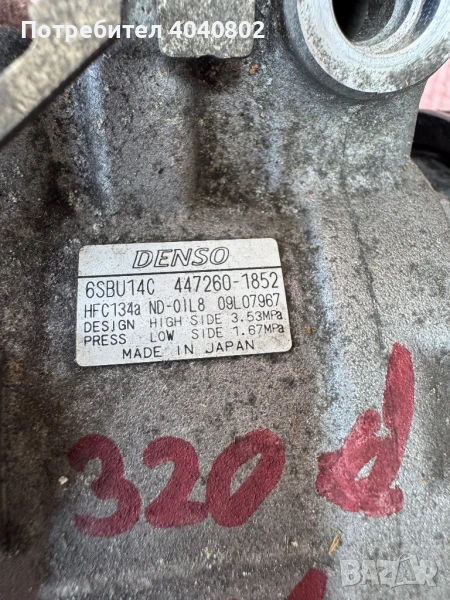 Потребител 4040802
DENSO
6SBU14C 447260-1852
HFC134a ND-OIL8 09L07967
DESIGN HIGH SIDE 3.53MPa
PRESS. LOW SIDE 1.67MPa
MADE IN JAPAN
320 d
BAZAR